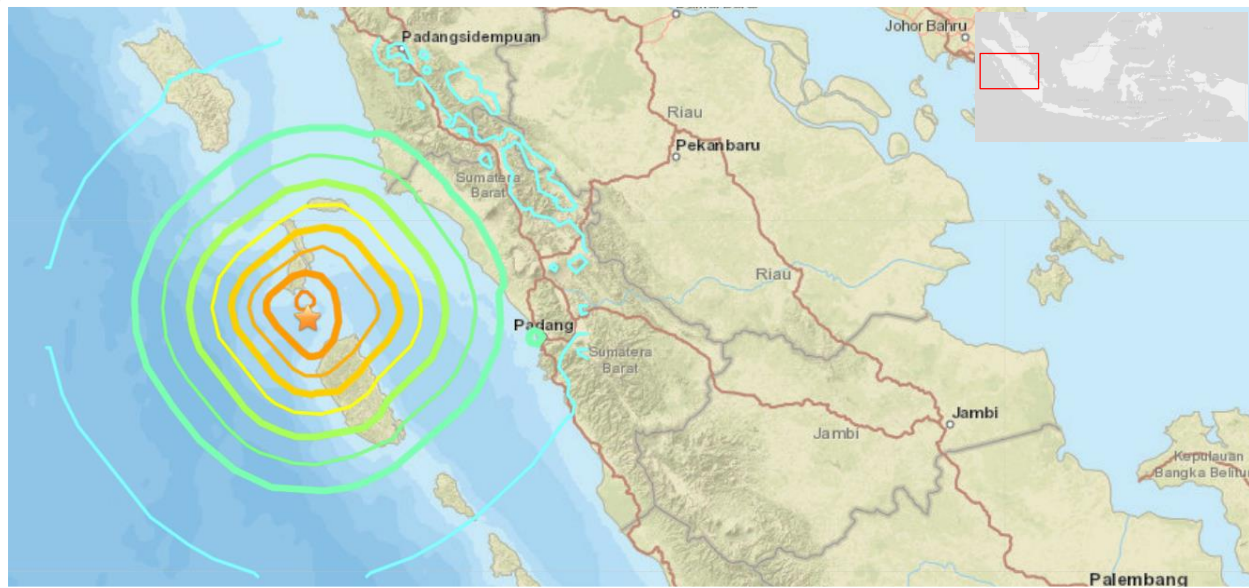 Johor Bahru
Padangsidempuan
Riau
Pekanbaru
Sumatera
Barat
Riau
Padang
Sumatera
Barat
Jambi
Jambi
Kepulauan
Bangka Belitung
Palembang